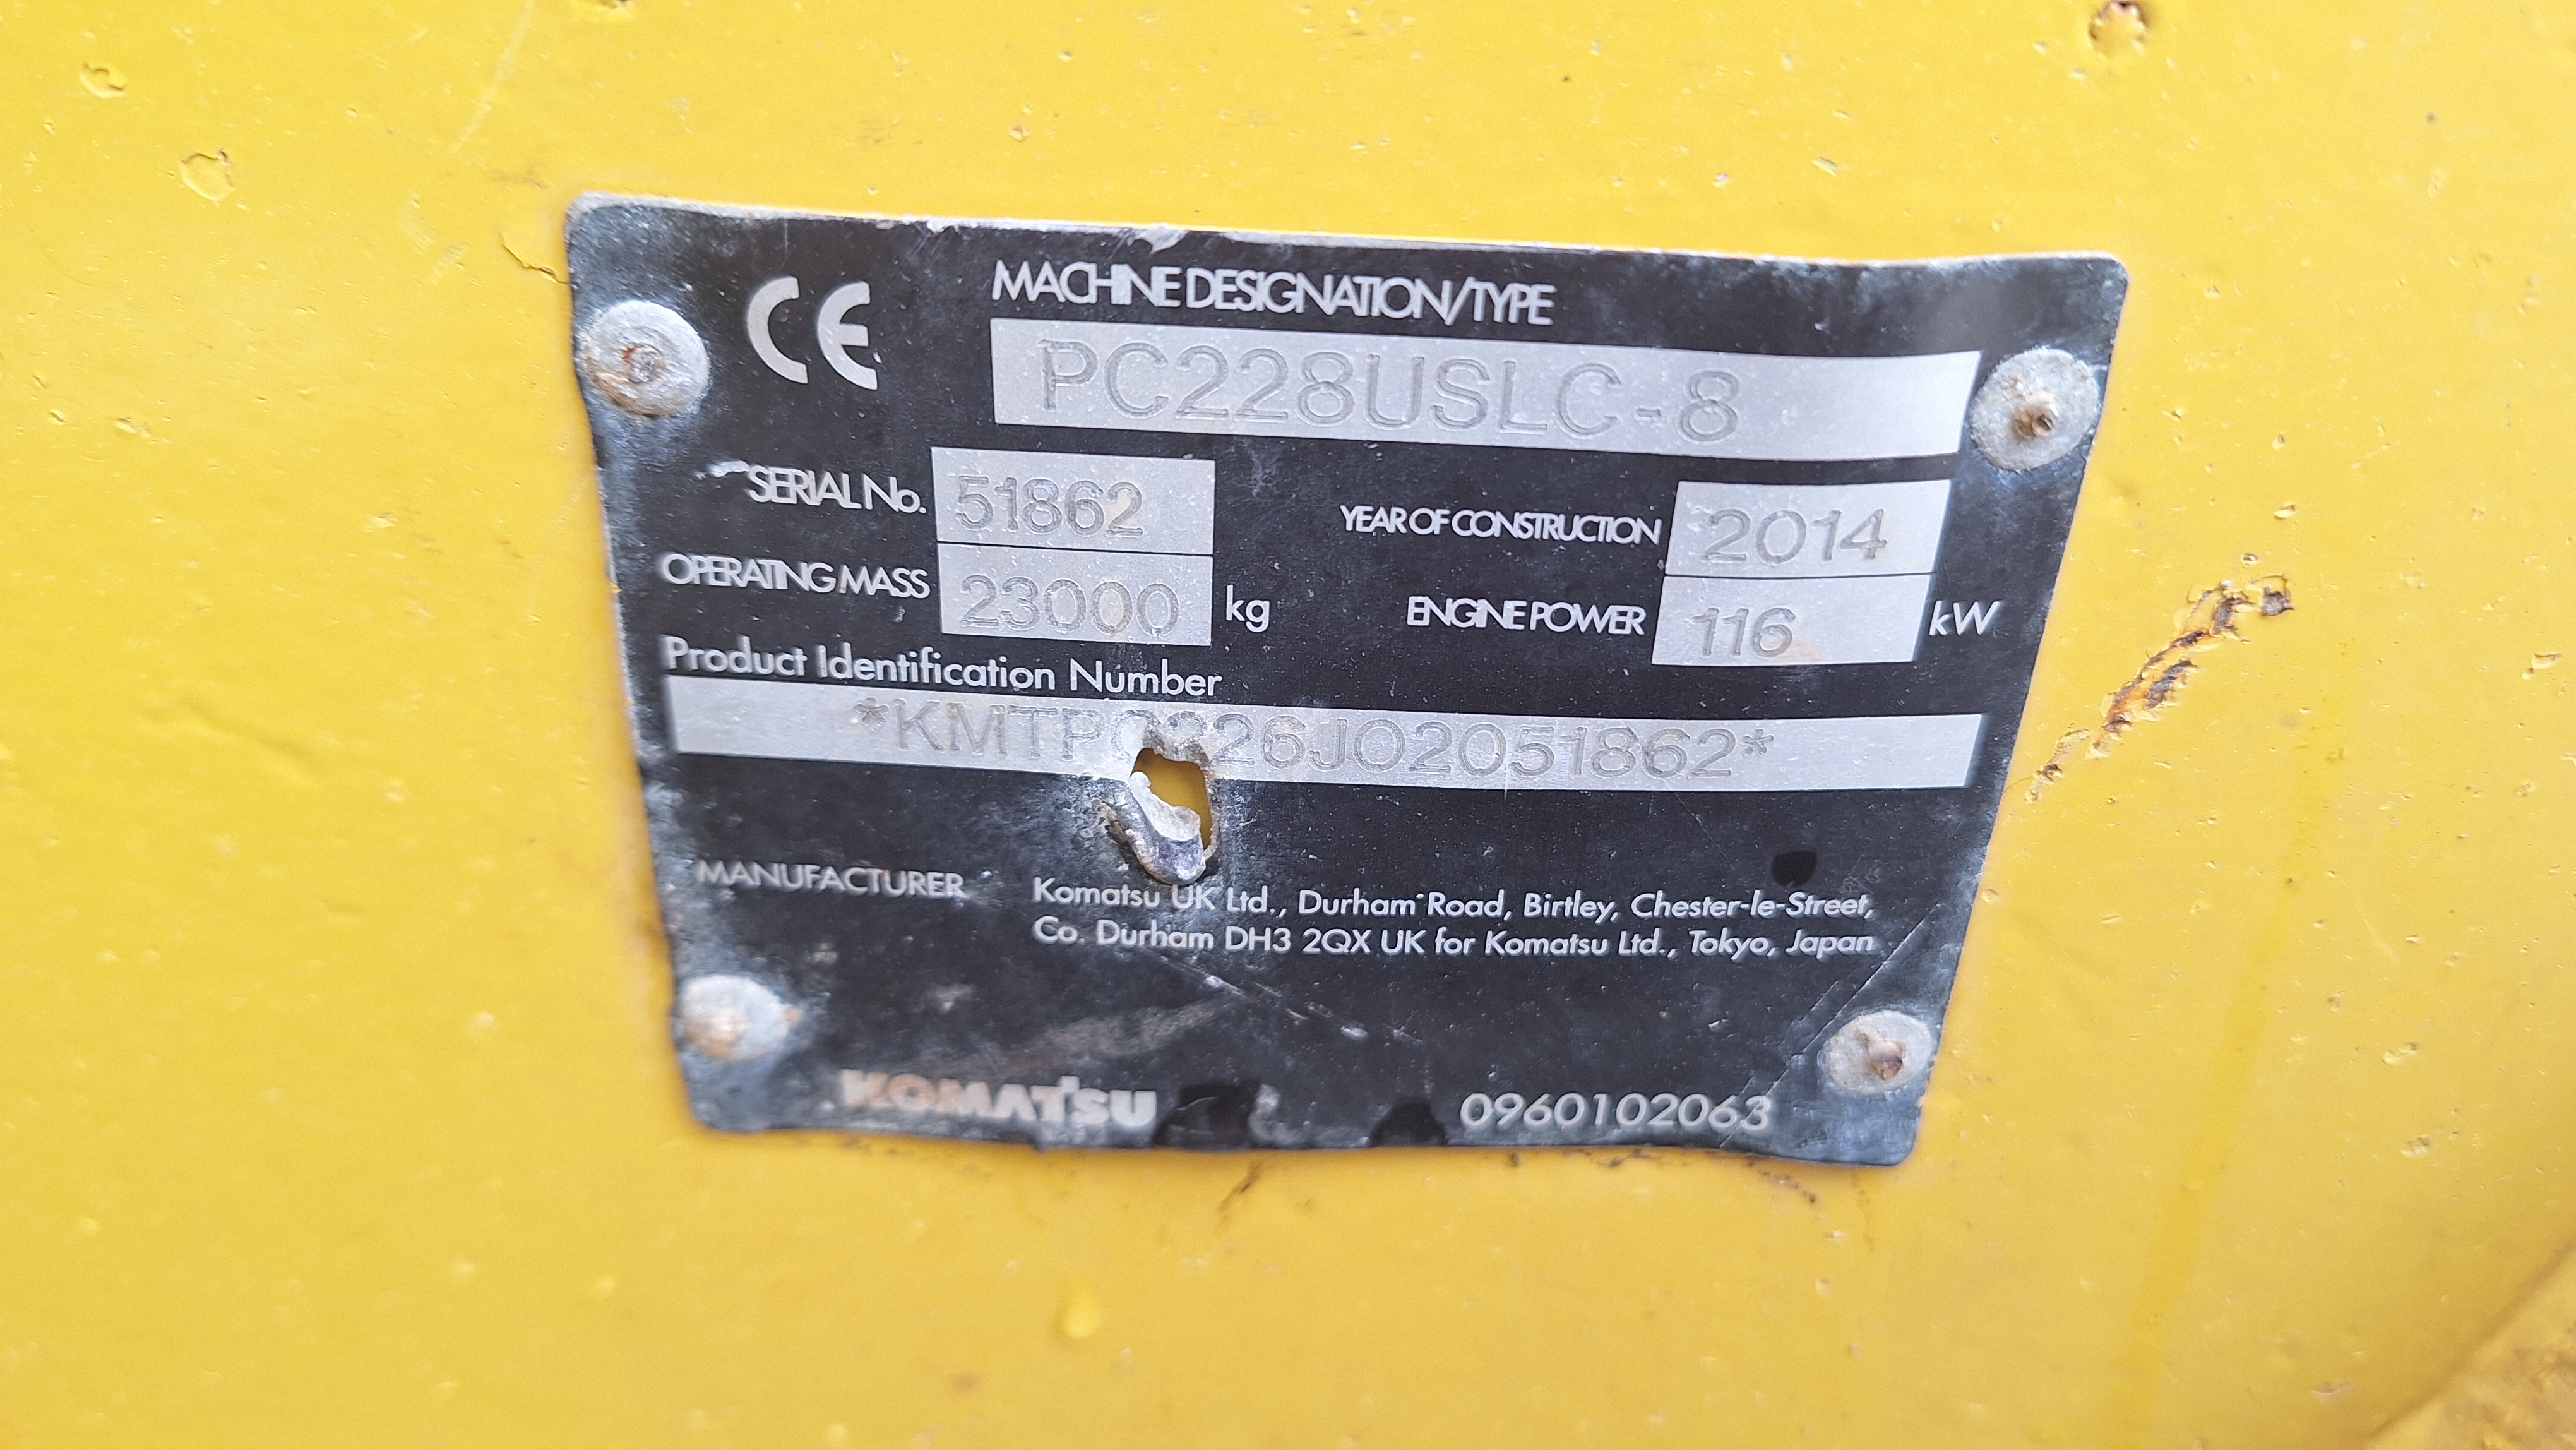 CE
MACHINE DESIGNATION/TYPE
PC228USLC-8
SERIAL No. 51862
YEAR OF CONSTRUCTION 2014
OPERATING MASS 23000 kg
ENGINE POWER 116 kW
Product Identification Number
MANUFACTURER
Komatsu UK Ltd., Durham Road, Birtley, Chester-le-Street,
Co. Durham DH3 2QX UK for Komatsu Ltd., Tokyo, Japan
KOMATSU
0960102063